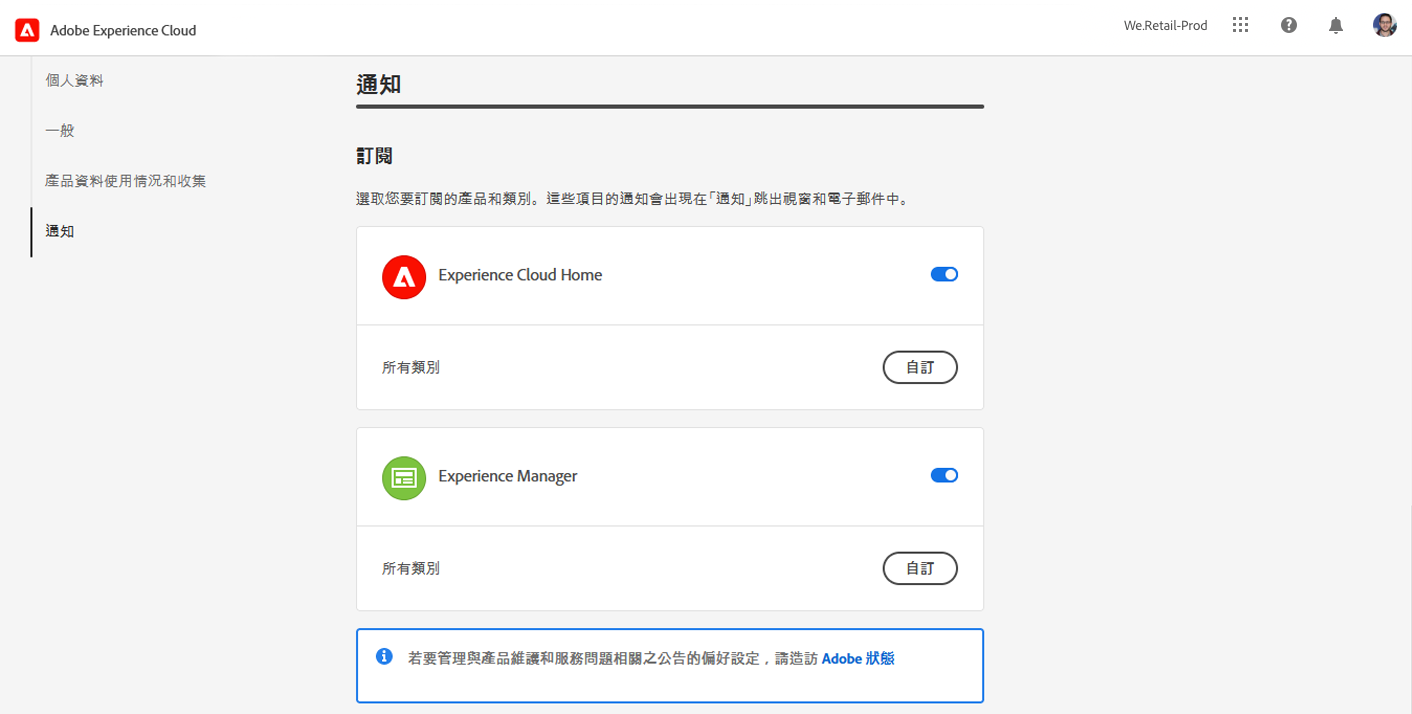 Adobe Experience Cloud
We.Retail-Prod
個人資料
一般
產品資料使用情況和收集
通知
通知
訂閱
選取您要訂閱的產品和類別。這些項目的通知會出現在「通知」跳出視窗和電子郵件中。
Experience Cloud Home
所有類別
自訂
Experience Manager
所有類別
自訂
若要管理與產品維護和服務問題相關之公告的偏好設定，請造訪 Adobe 狀態